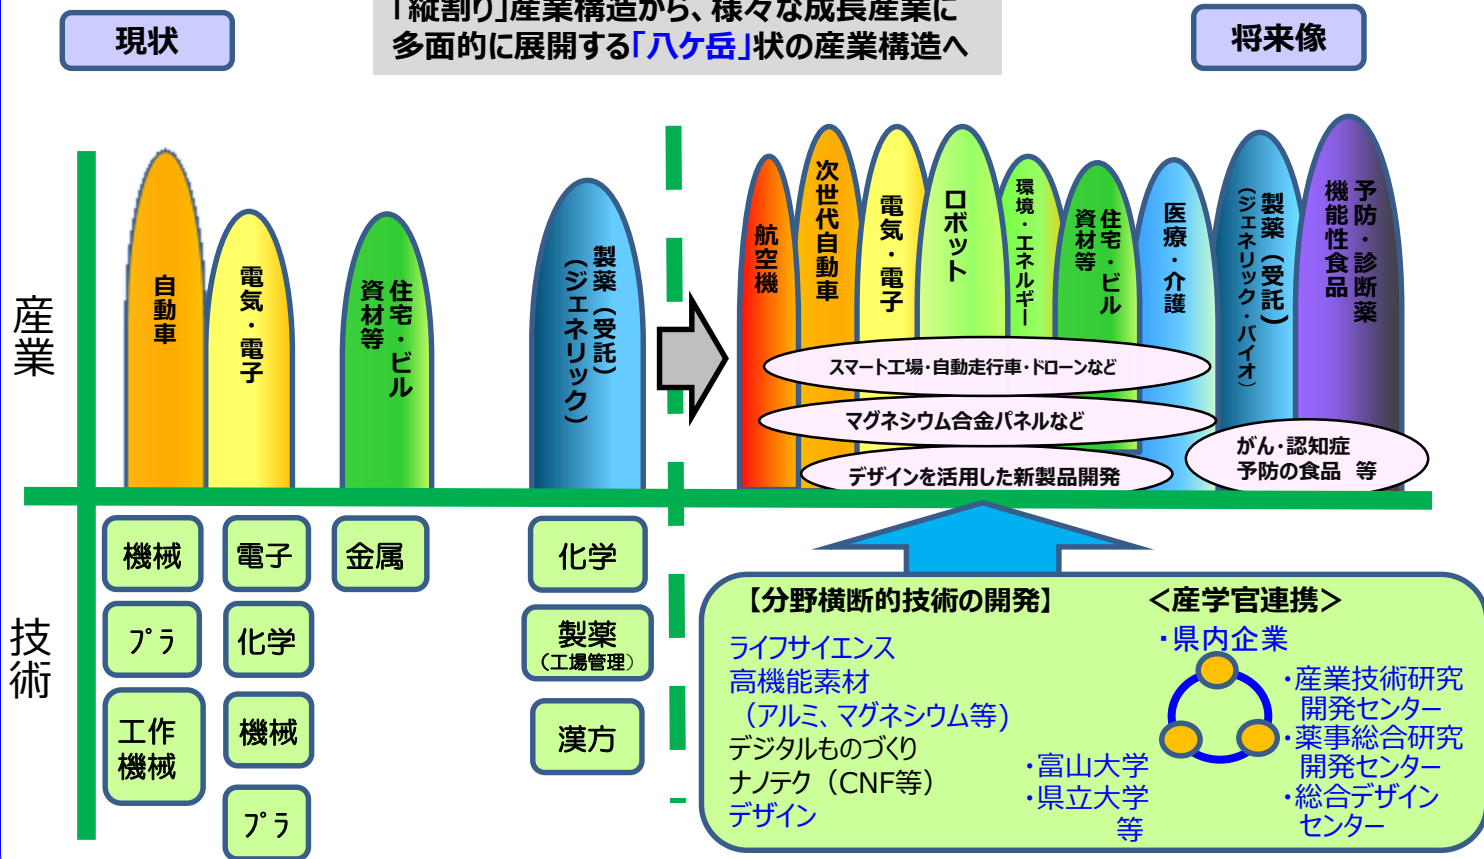 「縦割り」産業構造から、様々な成長産業に
多面的に展開する「八ケ岳」状の産業構造へ
現状
将来像
産業
自動車
電気・電子
住宅・ビル
資材等
製薬（受託）
（ジェネリック）
航空機
次世代自動車
電気・電子
ロボット
環境・エネルギー
住宅・ビル
資材等
医療・介護
製薬（受託）
（ジェネリック・バイオ）
予防・診断薬
機能性食品
スマート工場・自動走行車・ドローンなど
マグネシウム合金パネルなど
デザインを活用した新製品開発
がん・認知症
予防の食品　等
技術
機械
プラ
工作
機械
電子
化学
機械
プラ
金属
化学
製薬
（工場管理）
漢方
【分野横断的技術の開発】
ライフサイエンス
高機能素材
（アルミ、マグネシウム等）
デジタルものづくり
ナノテク（CNF等）
デザイン
＜産学官連携＞
・県内企業
・産業技術研究
開発センター
・薬事総合研究
開発センター
・総合デザイン
センター
・富山大学
・県立大学
等